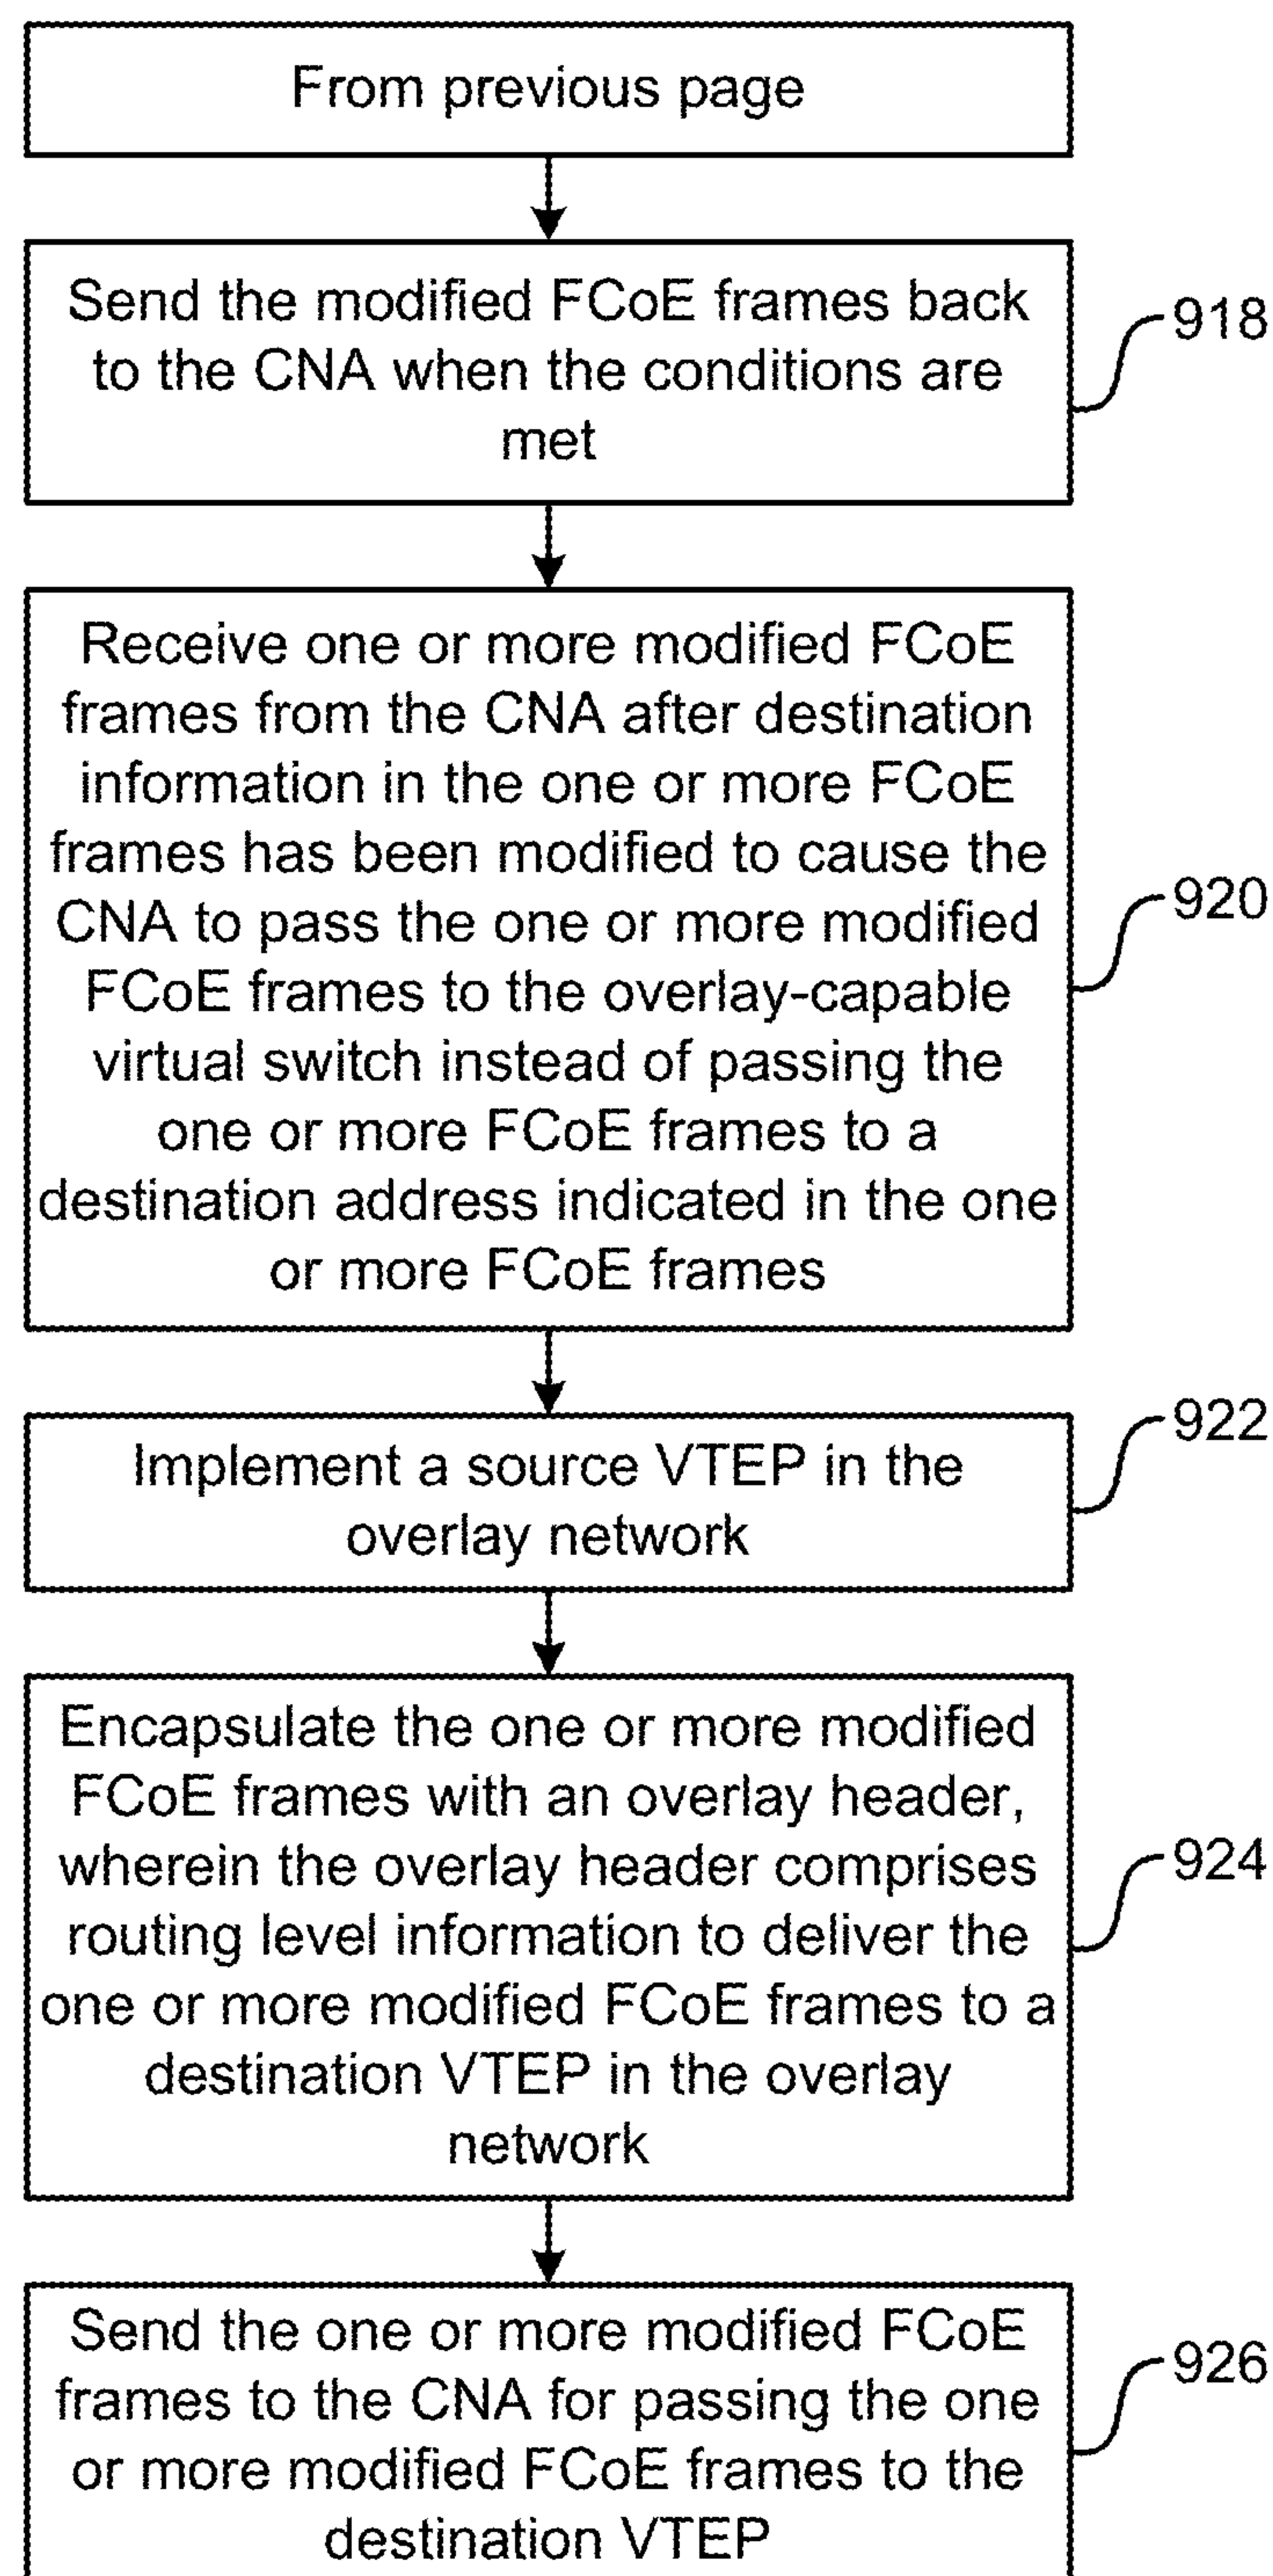 From previous page
Send the modified FCoE frames back
to the CNA when the conditions are
met
918
Receive one or more modified FCoE
frames from the CNA after destination
information in the one or more FCoE
frames has been modified to cause the
CNA to pass the one or more modified
FCoE frames to the overlay-capable
virtual switch instead of passing the
one or more FCoE frames to a
destination address indicated in the one
or more FCoE frames
920
Implement a source VTEP in the
overlay network
922
Encapsulate the one or more modified
FCoE frames with an overlay header,
wherein the overlay header comprises
routing level information to deliver the
one or more modified FCoE frames to a
destination VTEP in the overlay
network
924
Send the one or more modified FCoE
frames to the CNA for passing the one
or more modified FCoE frames to the
destination VTEP
926